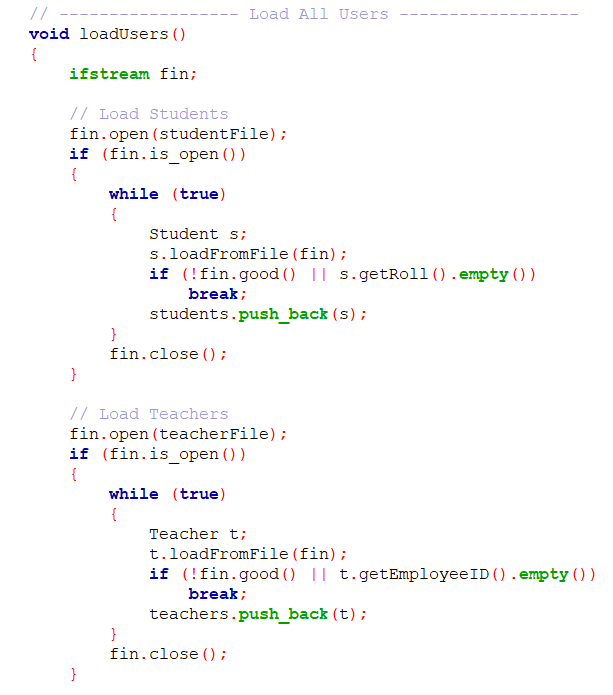 // ------------------ Load All Users ------------------
void loadUsers()
{
    ifstream fin;

    // Load Students
    fin.open(studentFile);
    if (fin.is_open())
    {
        while (true)
        {
            Student s;
            s.loadFromFile(fin);
            if (!fin.good() || s.getRoll().empty())
                break;
            students.push_back(s);
        }
        fin.close();
    }

    // Load Teachers
    fin.open(teacherFile);
    if (fin.is_open())
    {
        while (true)
        {
            Teacher t;
            t.loadFromFile(fin);
            if (!fin.good() || t.getEmployeeID().empty())
                break;
            teachers.push_back(t);
        }
        fin.close();
    }